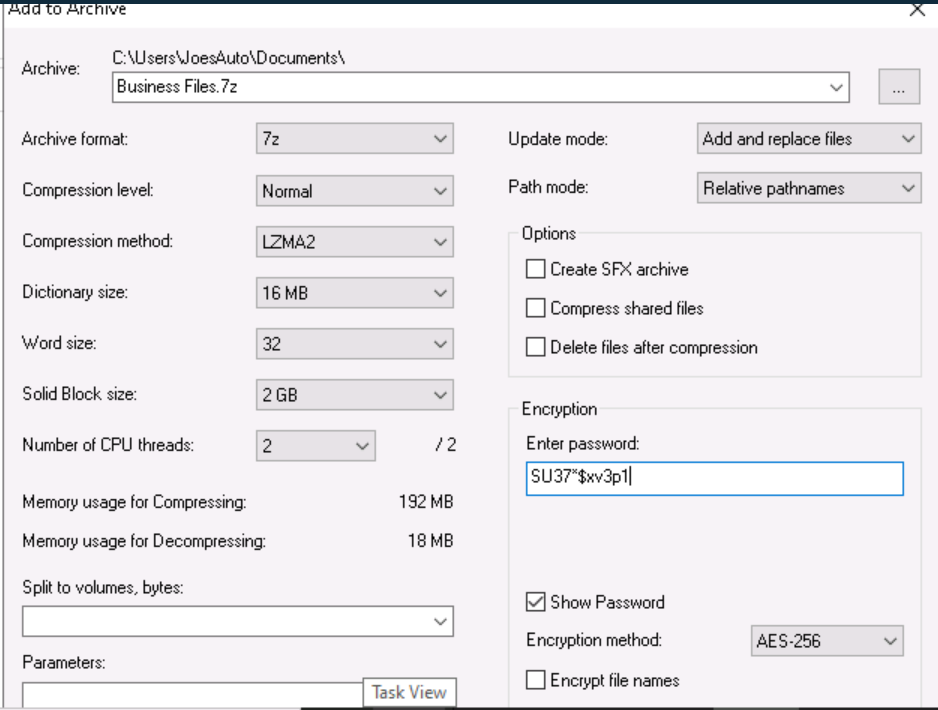 Add to Archive
Archive:
C:\Users\JoesAuto\Documents\
Business Files.7z
...
Archive format:
7z
Compression level:
Normal
Compression method:
LZMA2
Dictionary size:
16 MB
Word size:
32
Solid Block size:
2 GB
Number of CPU threads:
2
/ 2
Memory usage for Compressing:
192 MB
Memory usage for Decompressing:
18 MB
Split to volumes, bytes:
Parameters:
Update mode:
Add and replace files
Path mode:
Relative pathnames
Options
Create SFX archive
Compress shared files
Delete files after compression
Encryption
Enter password:
SU37*$xv3p1
Show Password
Encryption method:
AES-256
Encrypt file names
Task View